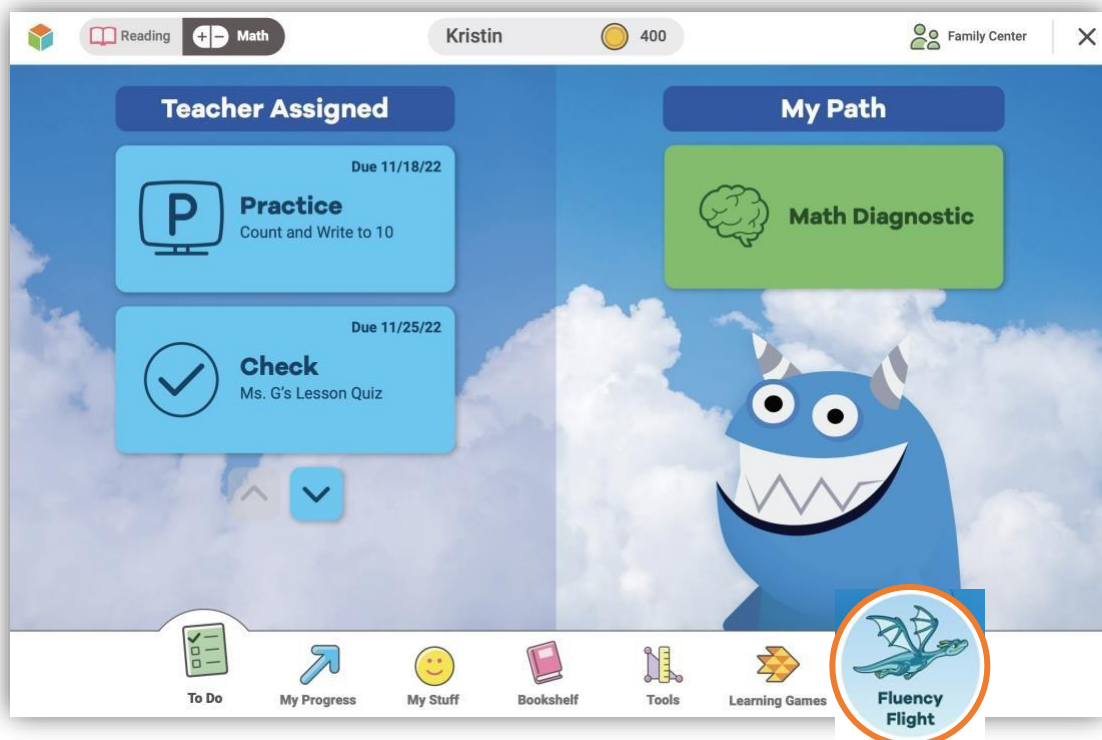 Reading
Math
Kristin
400
Family Center
Teacher Assigned
Due 11/18/22
P
Practice
Count and Write to 10
Due 11/25/22
Check
Ms. G's Lesson Quiz
My Path
Math Diagnostic
To Do
My Progress
My Stuff
Bookshelf
Tools
Learning Games
Fluency
Flight